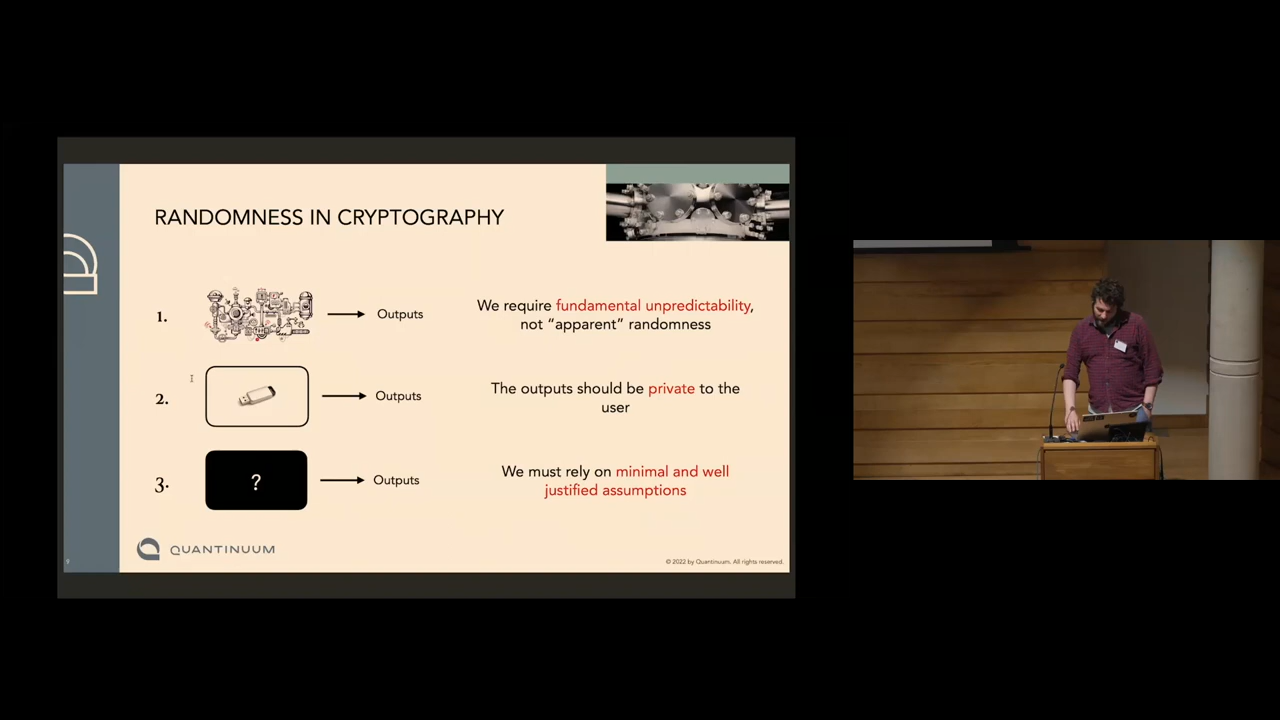 RANDOMNESS IN CRYPTOGRAPHY
1.
Outputs
We require fundamental unpredictability,
not “apparent” randomness
2.
Outputs
The outputs should be private to the
user
3.
?
Outputs
We must rely on minimal and well
justified assumptions
QUANTINUUM
9
© 2022 by Quantinuum. All rights reserved.